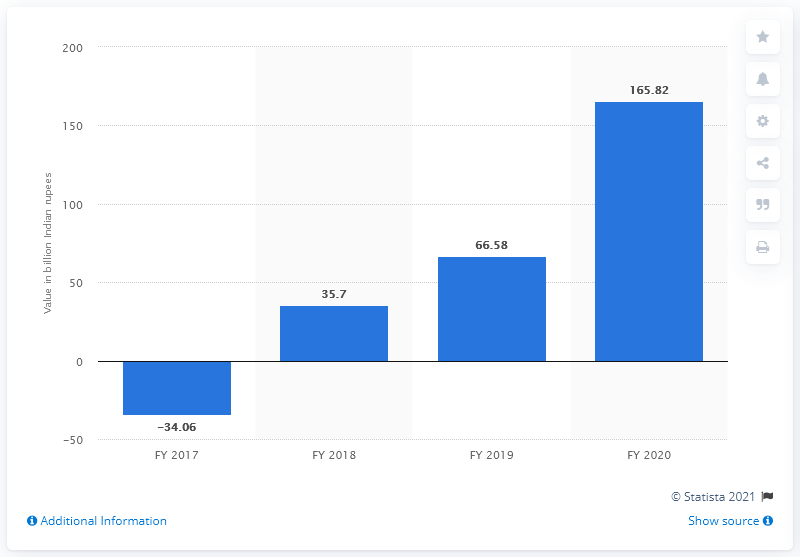 200
150
100
50
0
−50
Value in billion Indian rupees
−34.06
35.7
66.58
165.82
FY 2017
FY 2018
FY 2019
FY 2020
© Statista 2021
Additional Information
Show source